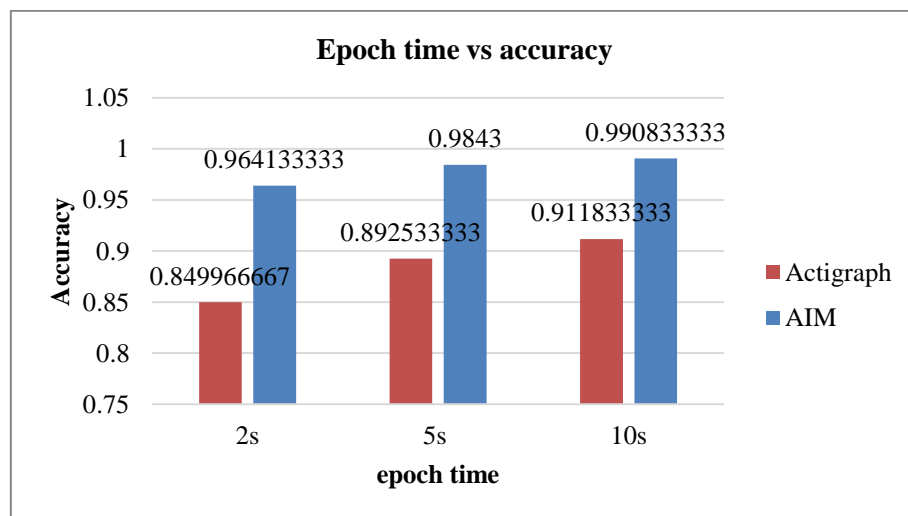 Epoch time vs accuracy
1.05
1
0.95
0.9
0.85
0.8
0.75
Accuracy
0.849966667
0.964133333
0.892533333
0.9843
0.911833333
0.990833333
2s
5s
10s
epoch time
Actigraph
AIM